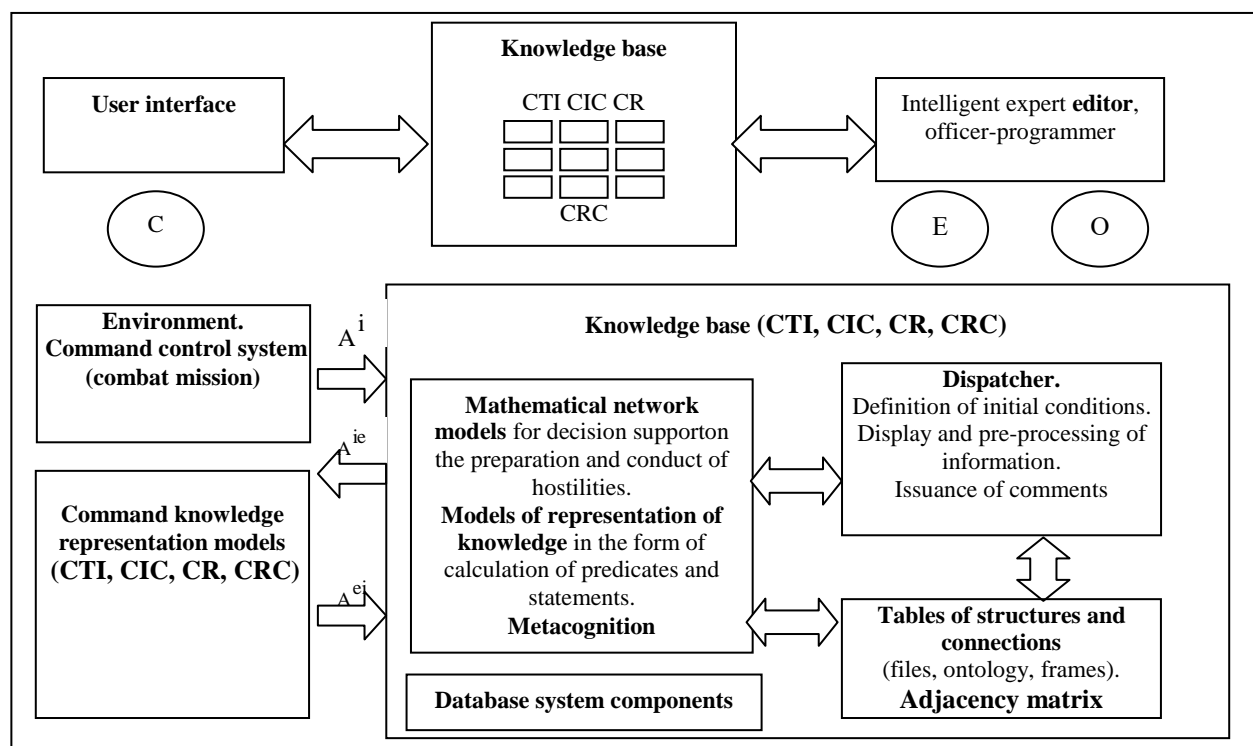 Knowledge base
CTI CIC CR
CRC
User interface
Intelligent expert editor,
officer-programmer
C
E
O
Environment.
Command control system
(combat mission)
A^i
A^ie
A^ei
Command knowledge
representation models
(CTI, CIC, CR, CRC)
Knowledge base (CTI, CIC, CR, CRC)
Mathematical network
models for decision supporton
the preparation and conduct of
hostilities.
Models of representation of
knowledge in the form of
calculation of predicates and
statements.
Metacognition
Dispatcher.
Definition of initial conditions.
Display and pre-processing of
information.
Issuance of comments
Tables of structures and
connections
(files, ontology, frames).
Adjacency matrix
Database system components